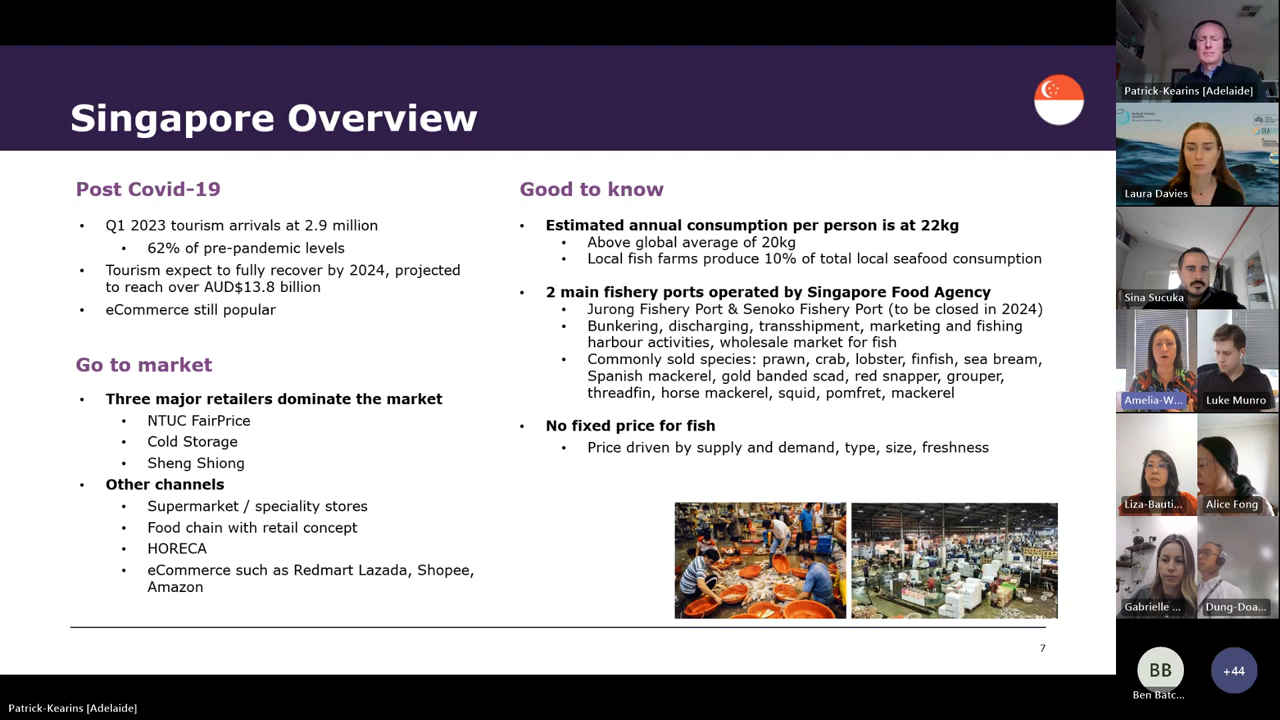 Singapore Overview
Post Covid-19
• Q1 2023 tourism arrivals at 2.9 million
• 62% of pre-pandemic levels
• Tourism expect to fully recover by 2024, projected
to reach over AUD$13.8 billion
• eCommerce still popular
Go to market
• Three major retailers dominate the market
• NTUC FairPrice
• Cold Storage
• Sheng Shiong
• Other channels
• Supermarket / speciality stores
• Food chain with retail concept
• HORECA
• eCommerce such as Redmart Lazada, Shopee,
Amazon
Good to know
• Estimated annual consumption per person is at 22kg
• Above global average of 20kg
• Local fish farms produce 10% of total local seafood consumption
• 2 main fishery ports operated by Singapore Food Agency
• Jurong Fishery Port & Senoko Fishery Port (to be closed in 2024)
• Bunkering, discharging, transshipment, marketing and fishing
harbour activities, wholesale market for fish
• Commonly sold species: prawn, crab, lobster, finfish, sea bream,
Spanish mackerel, gold banded scad, red snapper, grouper,
threadfin, horse mackerel, squid, pomfret, mackerel
• No fixed price for fish
• Price driven by supply and demand, type, size, freshness
7
Patrick-Kearins [Adelaide]
Patrick-Kearins [Adelaide]
Laura Davies
Sina Sucuka
Amelia-W...
Luke Munro
Liza-Bauti...
Alice Fong
Gabrielle ...
Dung-Doa...
BB
+44
Ben Batc...